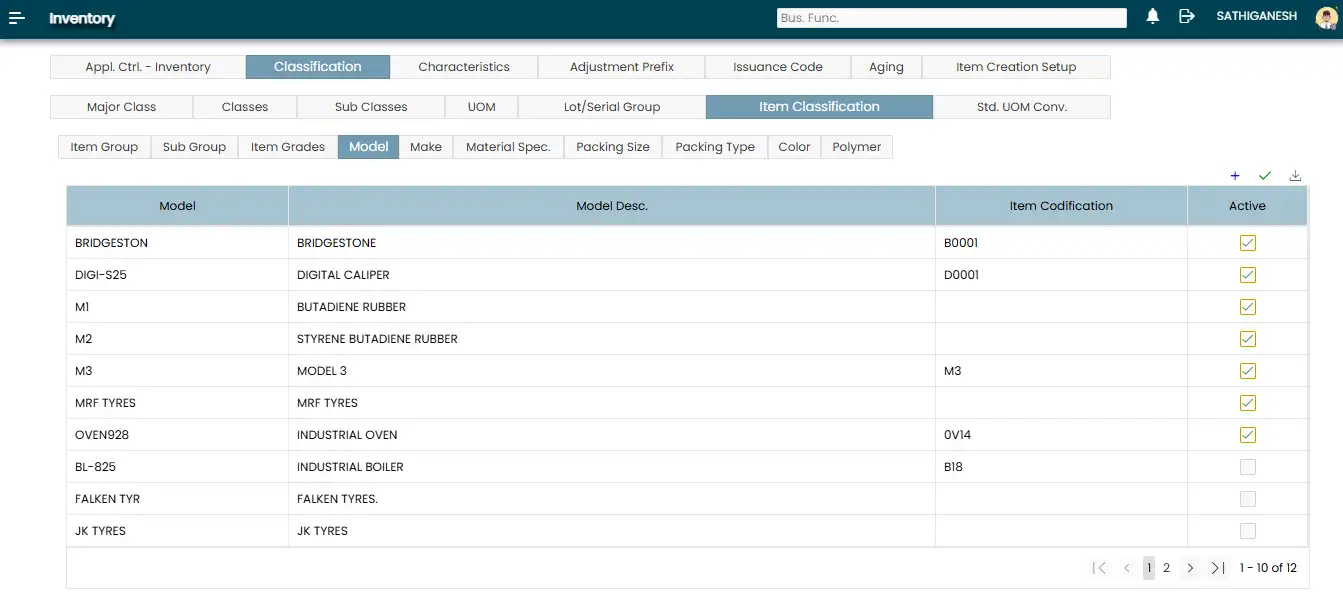 Inventory Bus. Func. SATHIGANESH
Appl. Ctrl. - Inventory Classification Characteristics Adjustment Prefix Issuance Code Aging Item Creation Setup
Major Class Classes Sub Classes UOM Lot/Serial Group Item Classification Std. UOM Conv.
Item Group Sub Group Item Grades Model Make Material Spec. Packing Size Packing Type Color Polymer
Model Model Desc. Item Codification Active
BRIDGESTON BRIDGESTONE B0001
DIGI-S25 DIGITAL CALIPER D0001
M1 BUTADIENE RUBBER
M2 STYRENE BUTADIENE RUBBER
M3 MODEL 3 M3
MRF TYRES MRF TYRES
OVEN928 INDUSTRIAL OVEN 0V14
BL-825 INDUSTRIAL BOILER B18
FALKEN TYR FALKEN TYRES.
JK TYRES JK TYRES
1 2 1 - 10 of 12